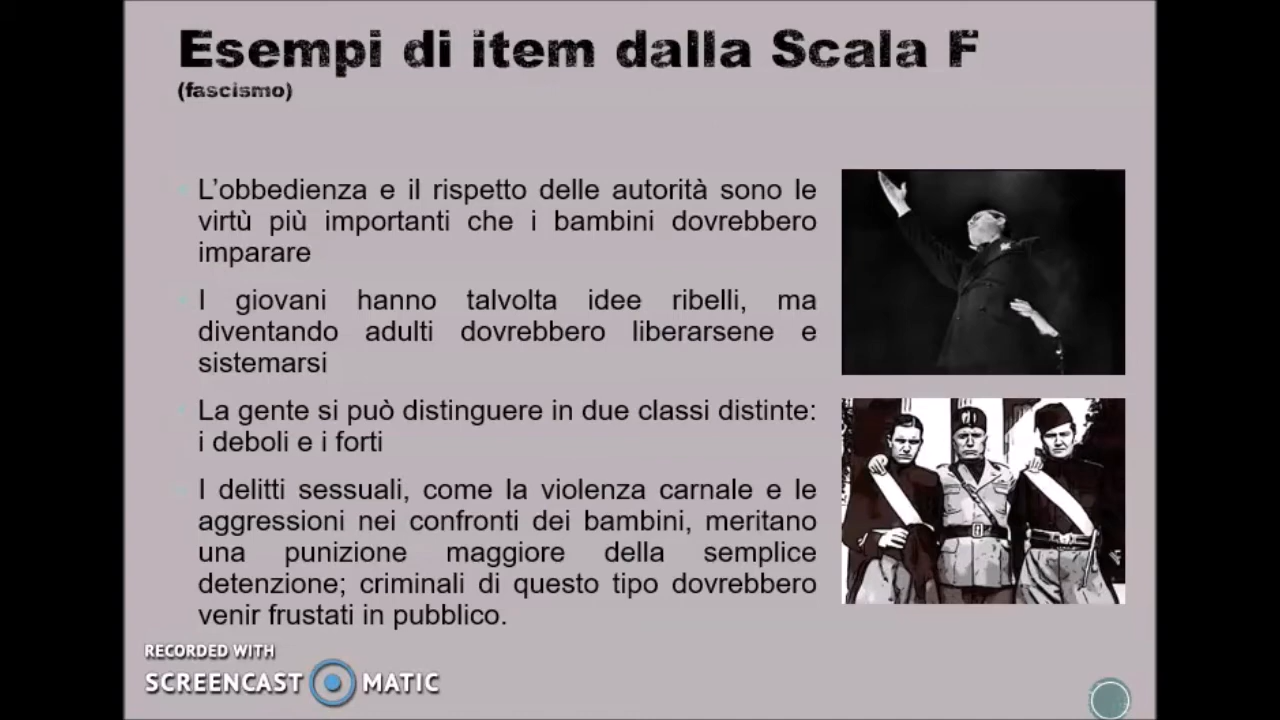 Esempi di item dalla Scala F
(fascismo)
L’obbedienza e il rispetto delle autorità sono le
virtù più importanti che i bambini dovrebbero
imparare
I giovani hanno talvolta idee ribelli, ma
diventando adulti dovrebbero liberarsene e
sistemarsi
La gente si può distinguere in due classi distinte:
i deboli e i forti
I delitti sessuali, come la violenza carnale e le
aggressioni nei confronti dei bambini, meritano
una punizione maggiore della semplice
detenzione; criminali di questo tipo dovrebbero
venir frustati in pubblico.
RECORDED WITH
SCREENCAST MATIC